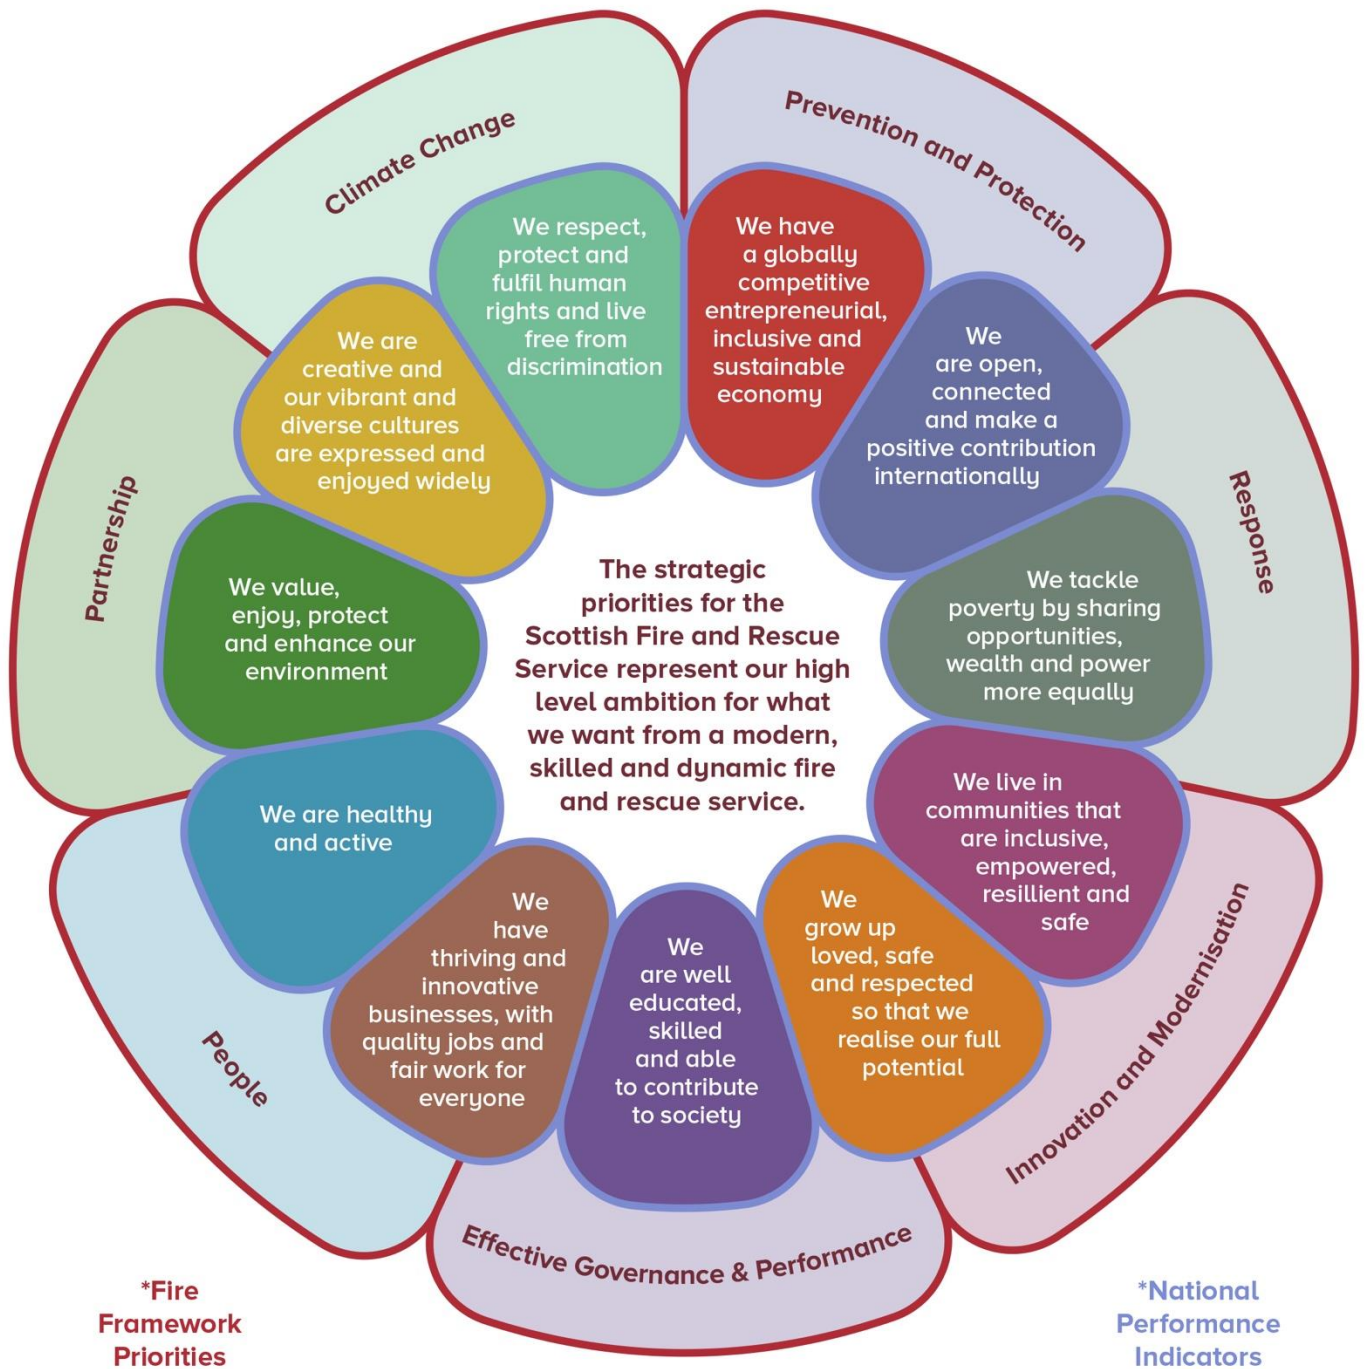 Climate Change
Prevention and Protection
Response
Innovation and Modernisation
Effective Governance & Performance
People
Partnership
We respect,
protect and
fulfil human
rights and live
free from
discrimination
We have
a globally
competitive
entrepreneurial,
inclusive and
sustainable
economy
We
are open,
connected
and make a
positive contribution
internationally
We tackle
poverty by sharing
opportunities,
wealth and power
more equally
We live in
communities that
are inclusive,
empowered,
resillient and
safe
We
grow up
loved, safe
and respected
so that we
realise our full
potential
We
are well
educated,
skilled
and able
to contribute
to society
We
have
thriving and
innovative
businesses, with
quality jobs and
fair work for
everyone
We are healthy
and active
We value,
enjoy, protect
and enhance our
environment
We are
creative and
our vibrant and
diverse cultures
are expressed and
enjoyed widely
The strategic
priorities for the
Scottish Fire and Rescue
Service represent our high
level ambition for what
we want from a modern,
skilled and dynamic fire
and rescue service.
*Fire
Framework
Priorities
*National
Performance
Indicators